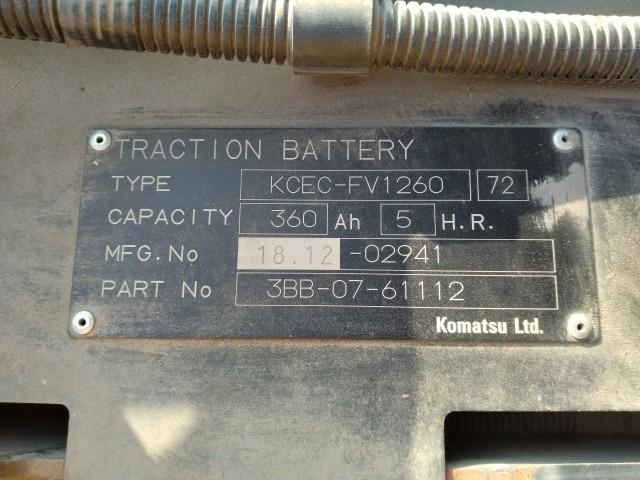 TRACTION BATTERY
TYPE KCEC-FV1260 72
CAPACITY 360 Ah 5 H.R.
MFG.No 18.12 -02941
PART No 3BB-07-61112
Komatsu Ltd.